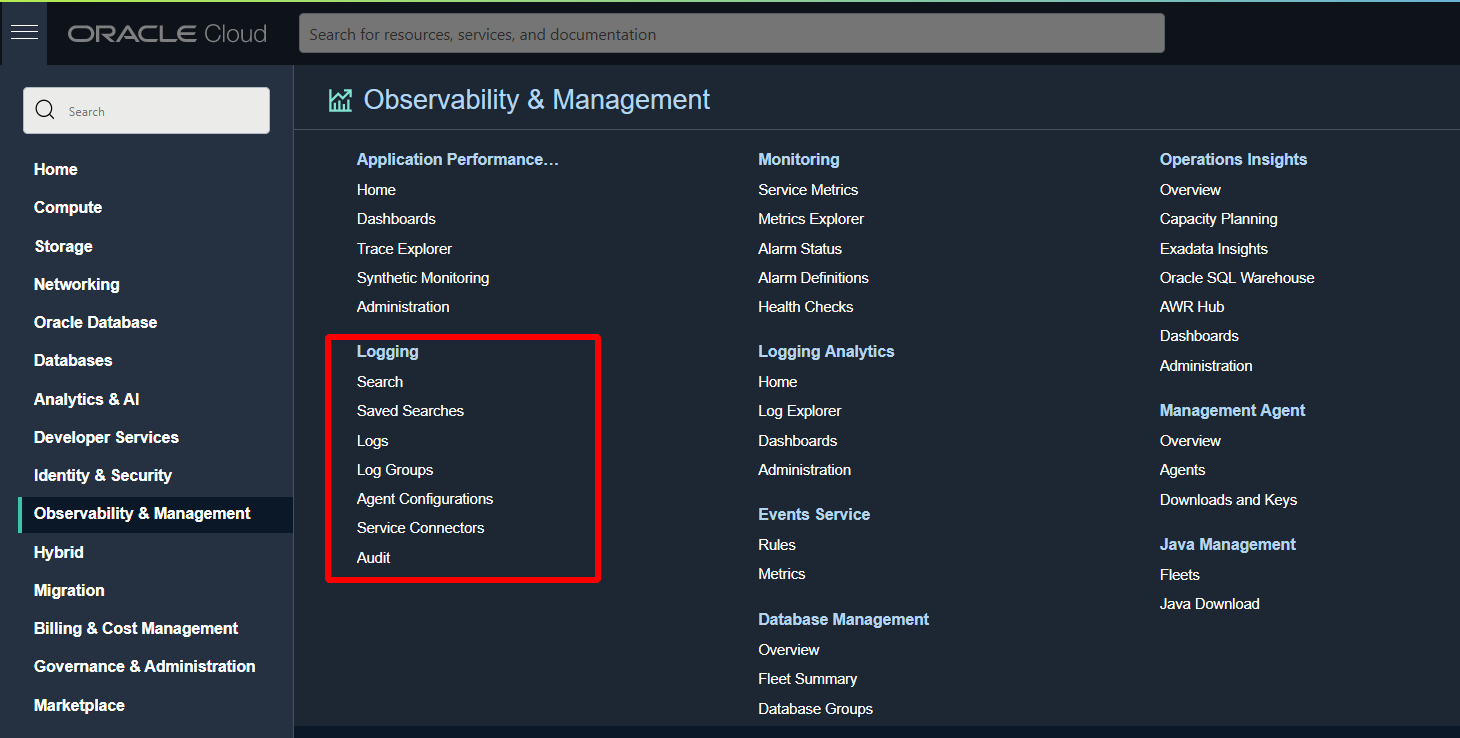 ORACLE Cloud
Search for resources, services, and documentation
Search
Home
Compute
Storage
Networking
Oracle Database
Databases
Analytics & AI
Developer Services
Identity & Security
Observability & Management
Hybrid
Migration
Billing & Cost Management
Governance & Administration
Marketplace
Observability & Management
Application Performance…
Home
Dashboards
Trace Explorer
Synthetic Monitoring
Administration
Logging
Search
Saved Searches
Logs
Log Groups
Agent Configurations
Service Connectors
Audit
Monitoring
Service Metrics
Metrics Explorer
Alarm Status
Alarm Definitions
Health Checks
Logging Analytics
Home
Log Explorer
Dashboards
Administration
Events Service
Rules
Metrics
Database Management
Overview
Fleet Summary
Database Groups
Operations Insights
Overview
Capacity Planning
Exadata Insights
Oracle SQL Warehouse
AWR Hub
Dashboards
Administration
Management Agent
Overview
Agents
Downloads and Keys
Java Management
Fleets
Java Download